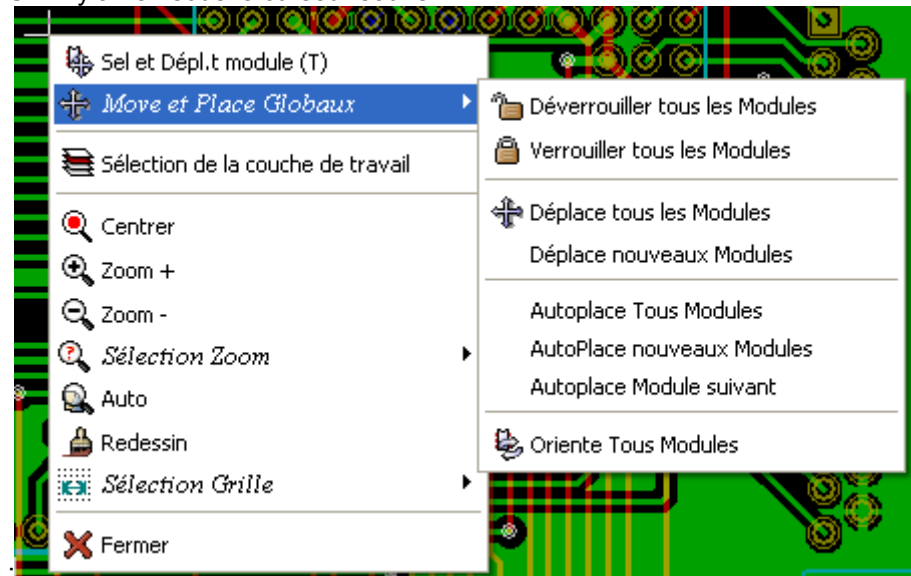 Sel et Dépl.t module (T)
Move et Place Globaux
Sélection de la couche de travail
Centrer
Zoom +
Zoom -
Sélection Zoom
Auto
Redessin
Sélection Grille
Fermer
Déverrouiller tous les Modules
Verrouiller tous les Modules
Déplace tous les Modules
Déplace nouveaux Modules
Autoplace Tous Modules
AutoPlace nouveaux Modules
Autoplace Module suivant
Oriente Tous Modules